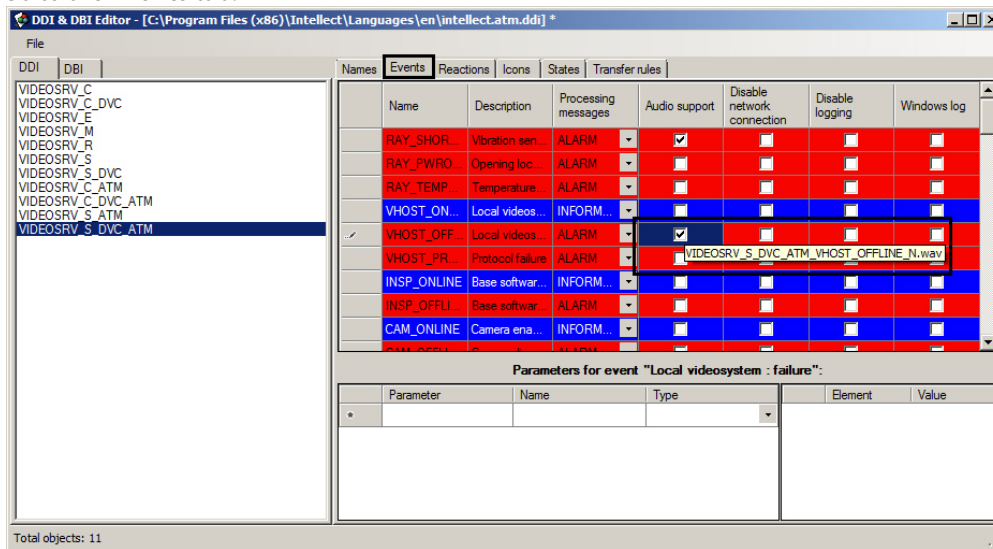 DDI & DBI Editor - [C:\Program Files (x86)\Intellect\Languages\en\intellect.atm.ddi] *
File
DDI DBI
VIDEOSRV_C
VIDEOSRV_C_DVC
VIDEOSRV_E
VIDEOSRV_M
VIDEOSRV_R
VIDEOSRV_S
VIDEOSRV_S_DVC
VIDEOSRV_C_ATM
VIDEOSRV_C_DVC_ATM
VIDEOSRV_S_ATM
VIDEOSRV_S_DVC_ATM
Names Events Reactions Icons States Transfer rules
Name Description Processing messages Audio support Disable network connection Disable logging Windows log
RAY_SHOR... Vibration sen... ALARM
RAY_PWRO... Opening loc... ALARM
RAY_TEMP... Temperature... ALARM
VHOST_ON... Local videos... INFORM...
VHOST_OFF... Local videos... ALARM
VIDEOSRV_S_DVC_ATM_VHOST_OFFLINE_N.wav
VHOST_PR... Protocol failure ALARM
INSP_ONLINE Base softwar... INFORM...
INSP_OFFLI... Base softwar... ALARM
CAM_ONLINE Camera ena... INFORM...
Parameters for event "Local videosystem : failure":
Parameter Name Type Element Value
*
Total objects: 11